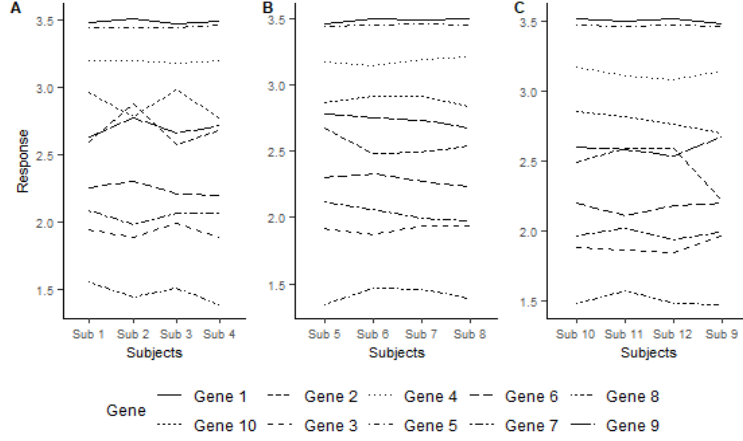 A
B
C
Response
3.5
3.0
2.5
2.0
1.5
Sub 1 Sub 2 Sub 3 Sub 4
Subjects
3.5
3.0
2.5
2.0
1.5
Sub 5 Sub 6 Sub 7 Sub 8
Subjects
3.5
3.0
2.5
2.0
1.5
Sub 10 Sub 11 Sub 12 Sub 9
Subjects
Gene
Gene 1 Gene 2 Gene 4 Gene 6 Gene 8
Gene 10 Gene 3 Gene 5 Gene 7 Gene 9